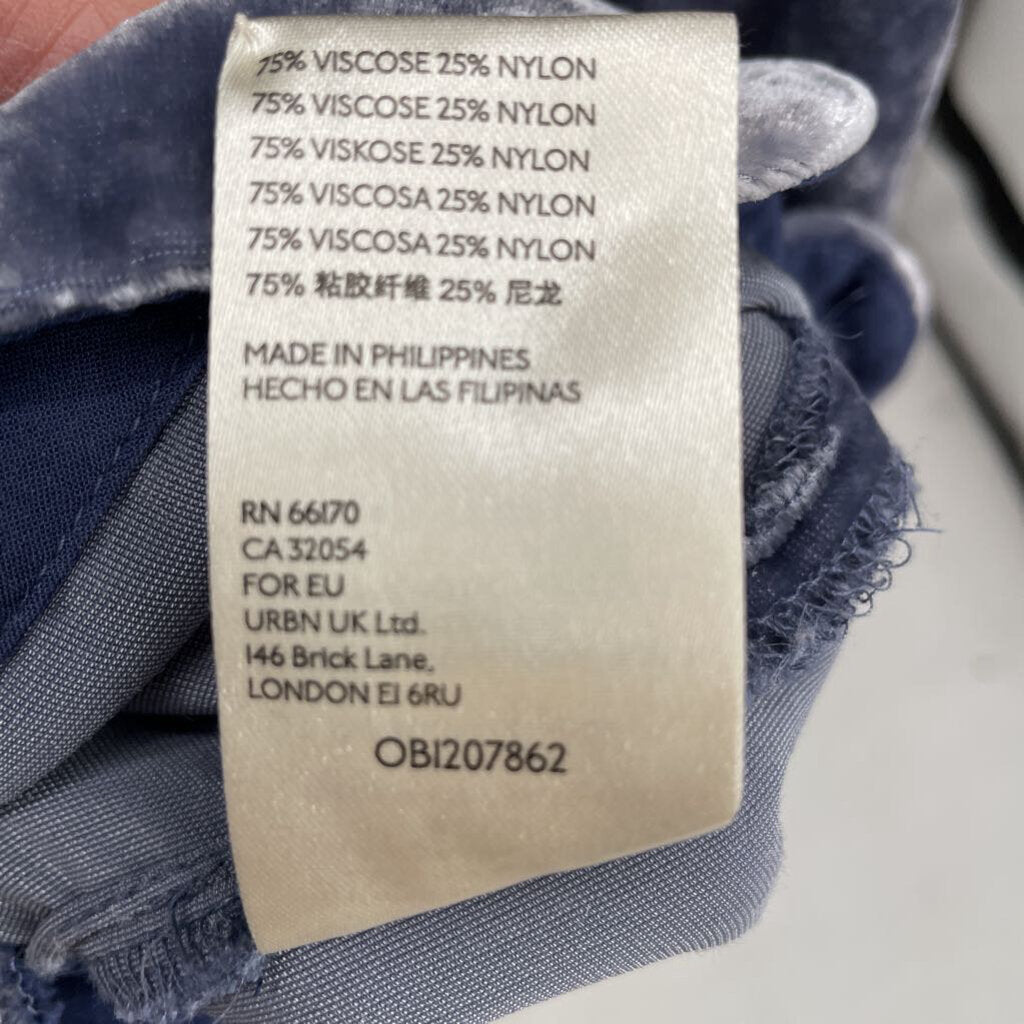 75% VISCOSE 25% NYLON
75% VISCOSE 25% NYLON
75% VISKOSE 25% NYLON
75% VISCOSA 25% NYLON
75% VISCOSA 25% NYLON
75% 粘胶纤维 25% 尼龙
MADE IN PHILIPPINES
HECHO EN LAS FILIPINAS
RN 66170
CA 32054
FOR EU
URBN UK Ltd.
146 Brick Lane,
LONDON E1 6RU
OB1207862